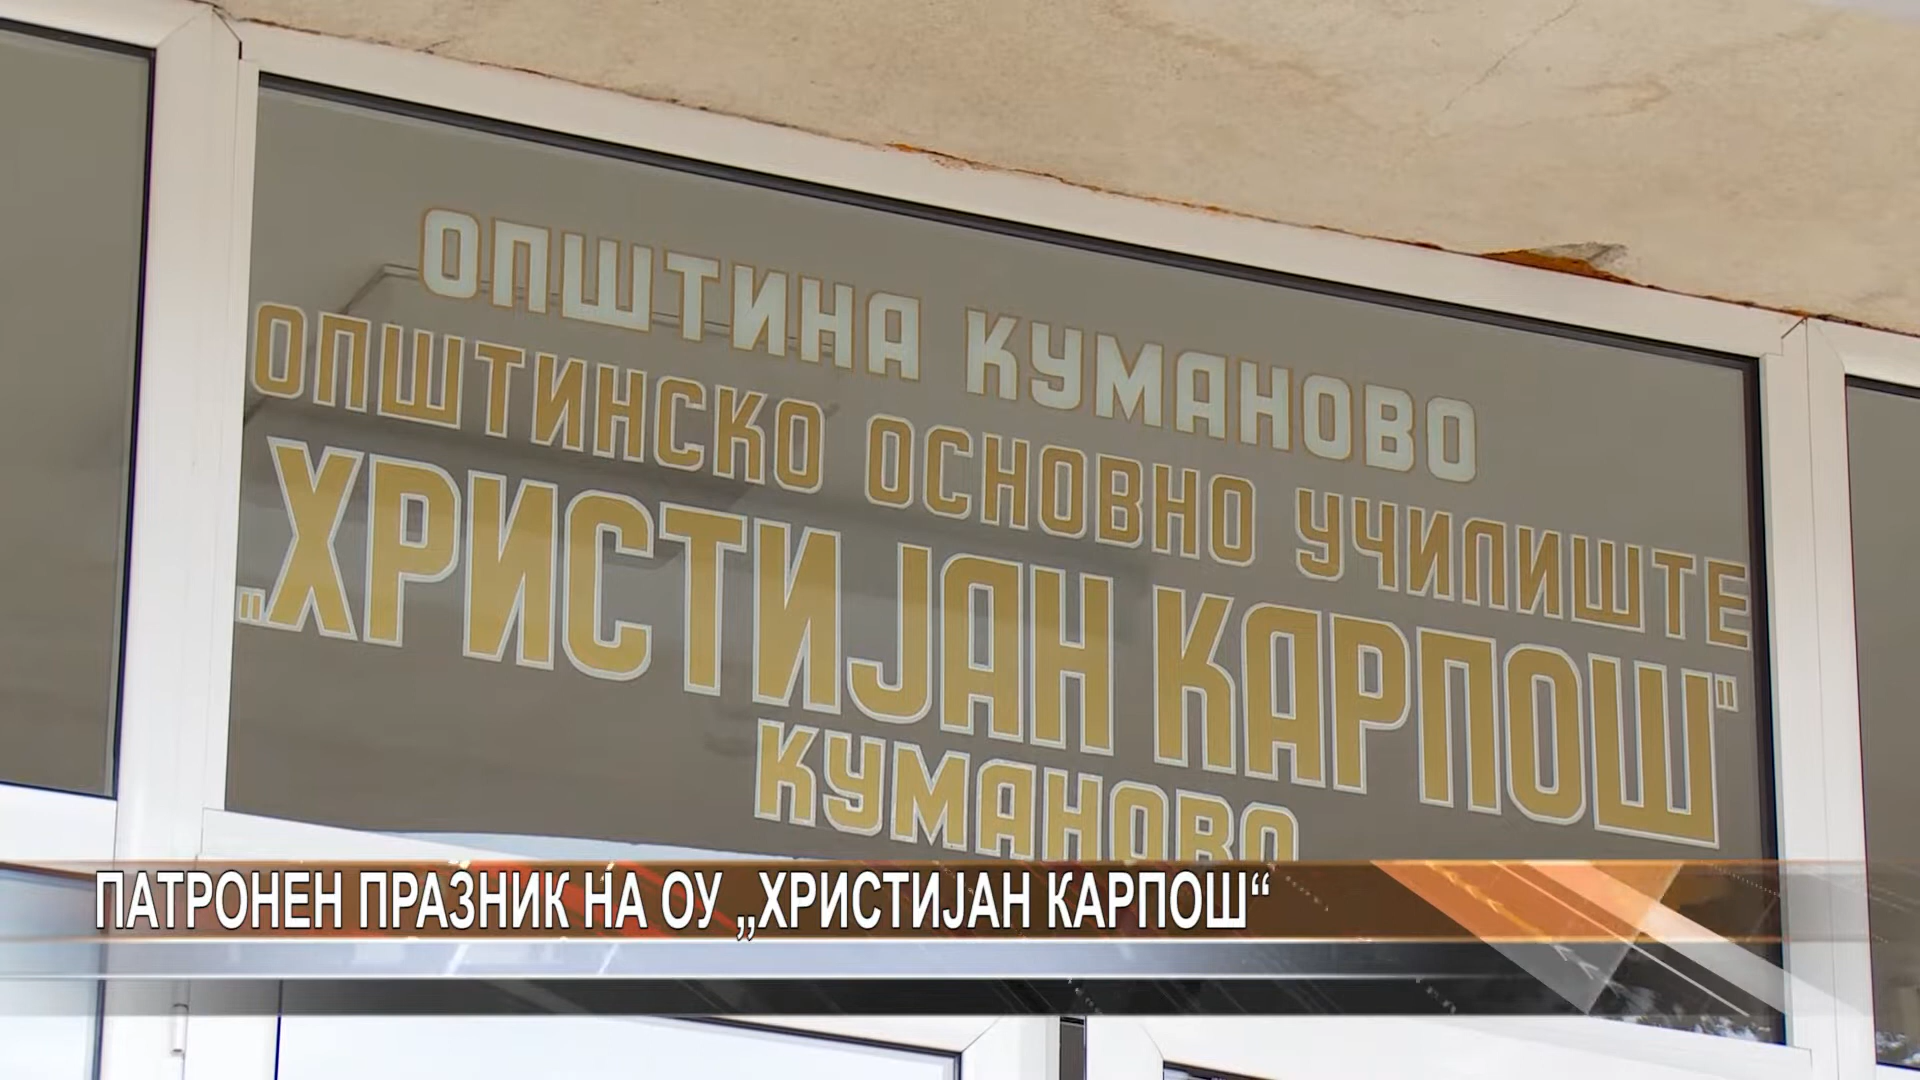 ОПШТИНА КУМАНОВО
ОПШТИНСКО ОСНОВНО УЧИЛИШТЕ
„ХРИСТИЈАН КАРПОШ"
КУМАНОВО
ПАТРОНЕН ПРАЗНИК НА ОУ „ХРИСТИЈАН КАРПОШ“